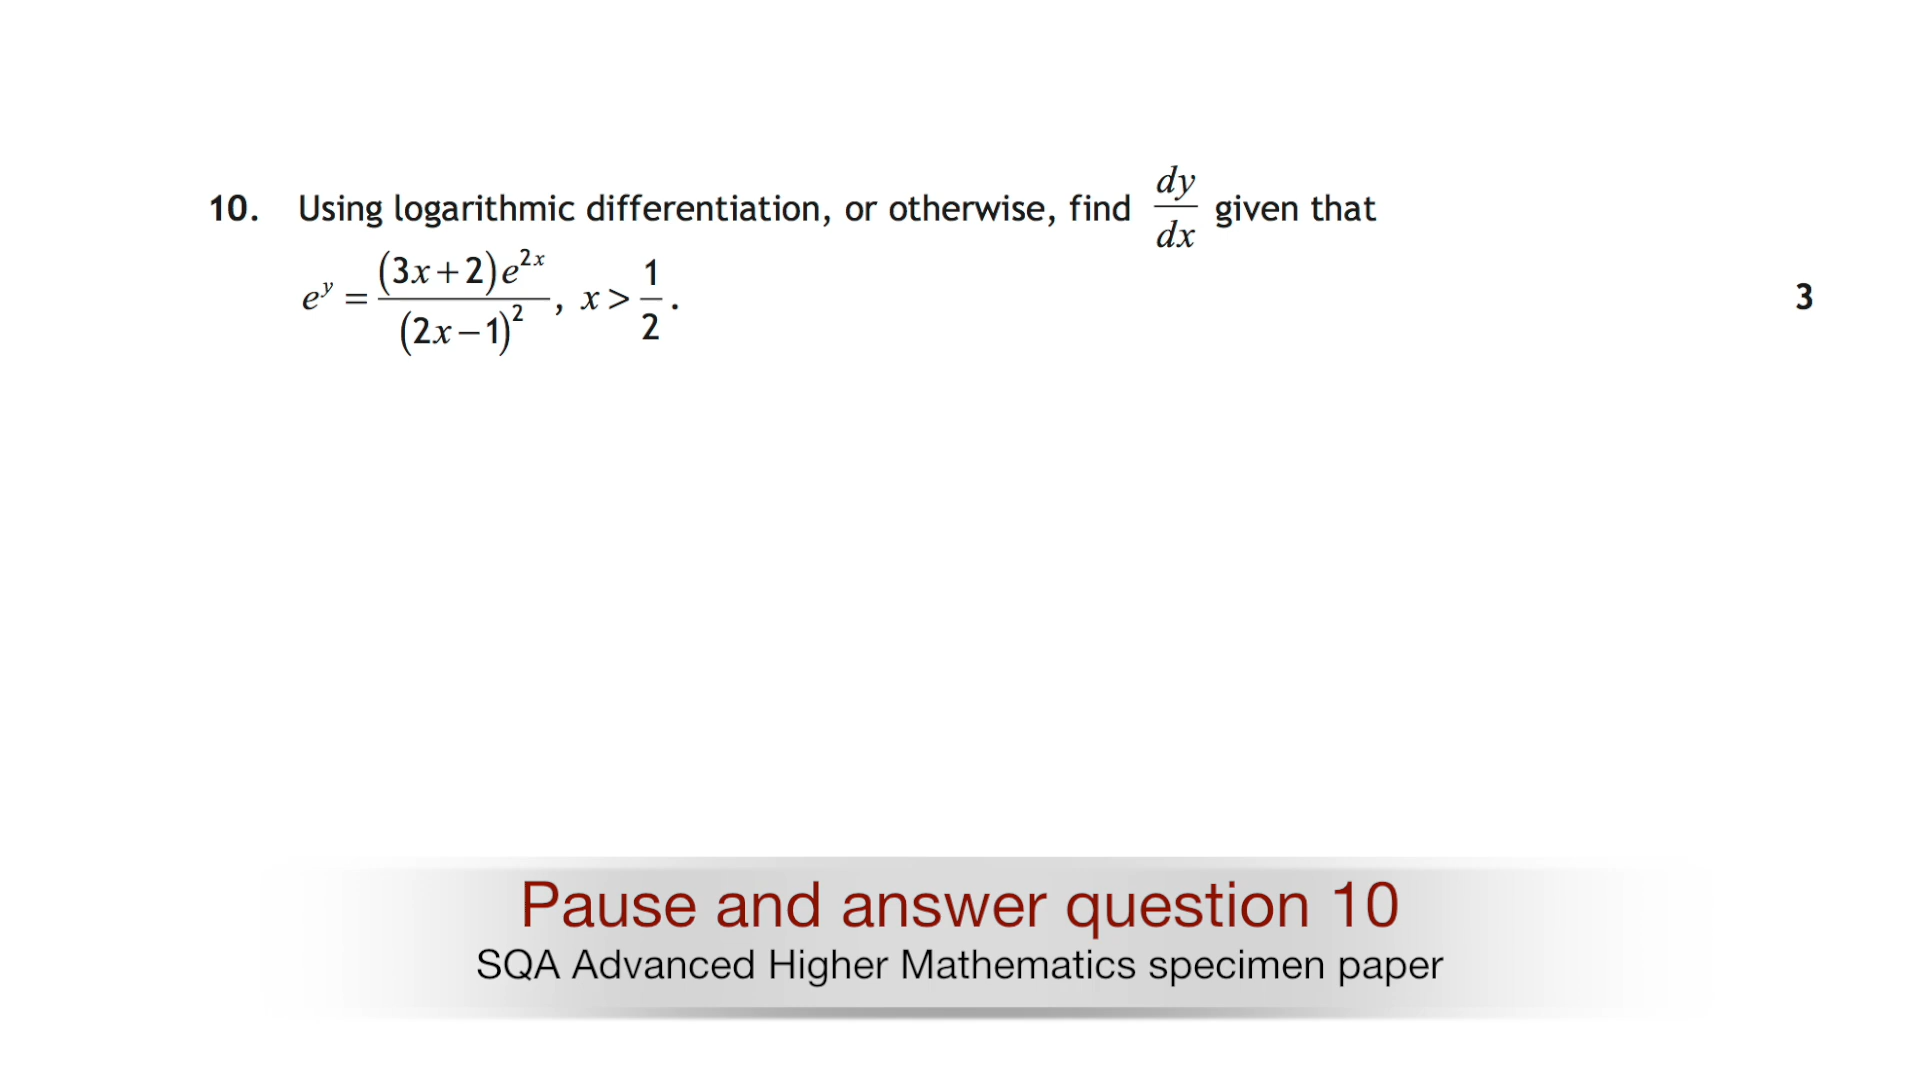 10. Using logarithmic differentiation, or otherwise, find dy/dx given that
e^y = (3x+2)e^{2x}/(2x−1)^2, x > 1/2.
3
Pause and answer question 10
SQA Advanced Higher Mathematics specimen paper